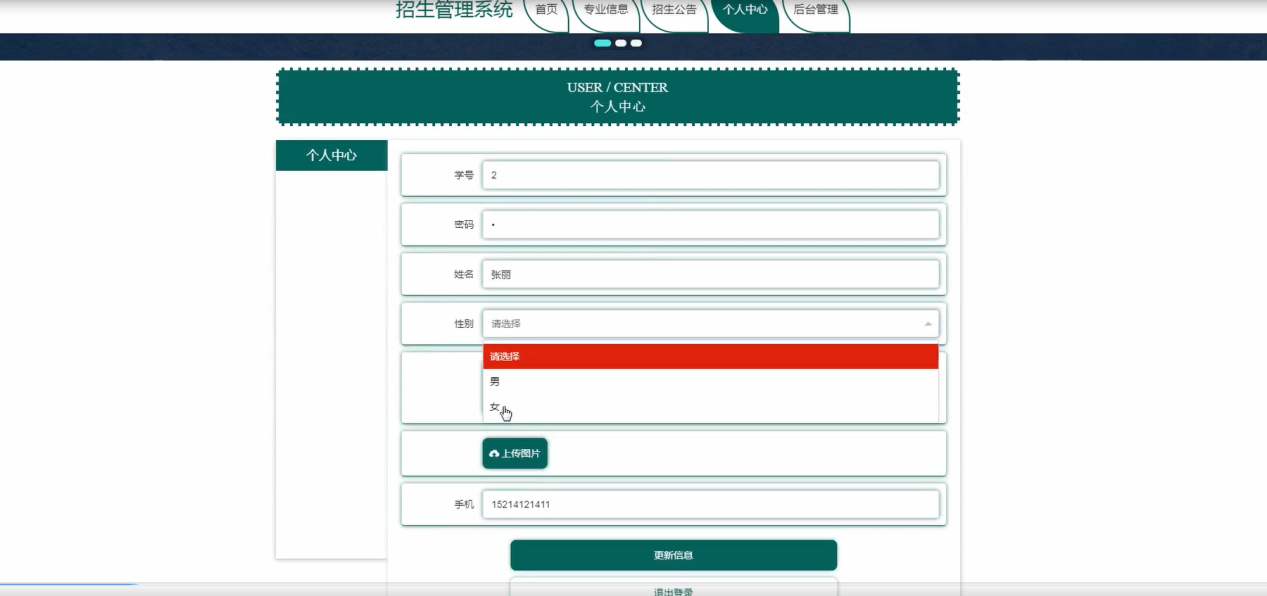 招生管理系统
首页
专业信息
招生公告
个人中心
后台管理
USER / CENTER
个人中心
个人中心
学号
2
密码
姓名
张丽
性别
请选择
请选择
男
女
上传图片
手机
15214121411
更新信息
退出登录